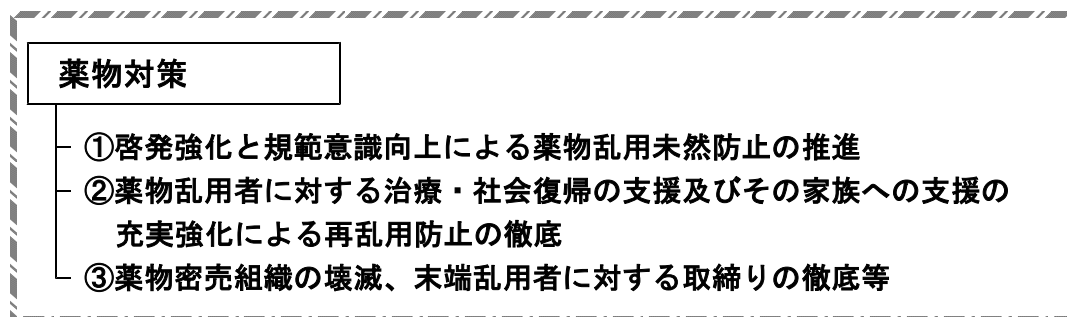 薬物対策
①啓発強化と規範意識向上による薬物乱用未然防止の推進
②薬物乱用者に対する治療・社会復帰の支援及びその家族への支援の
充実強化による再乱用防止の徹底
③薬物密売組織の壊滅、末端乱用者に対する取締りの徹底等